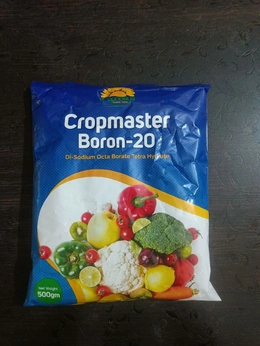 Cropmaster
Boron-20
Di-Sodium Octa Borate Tetra Hydrate
Net Weight
500gm